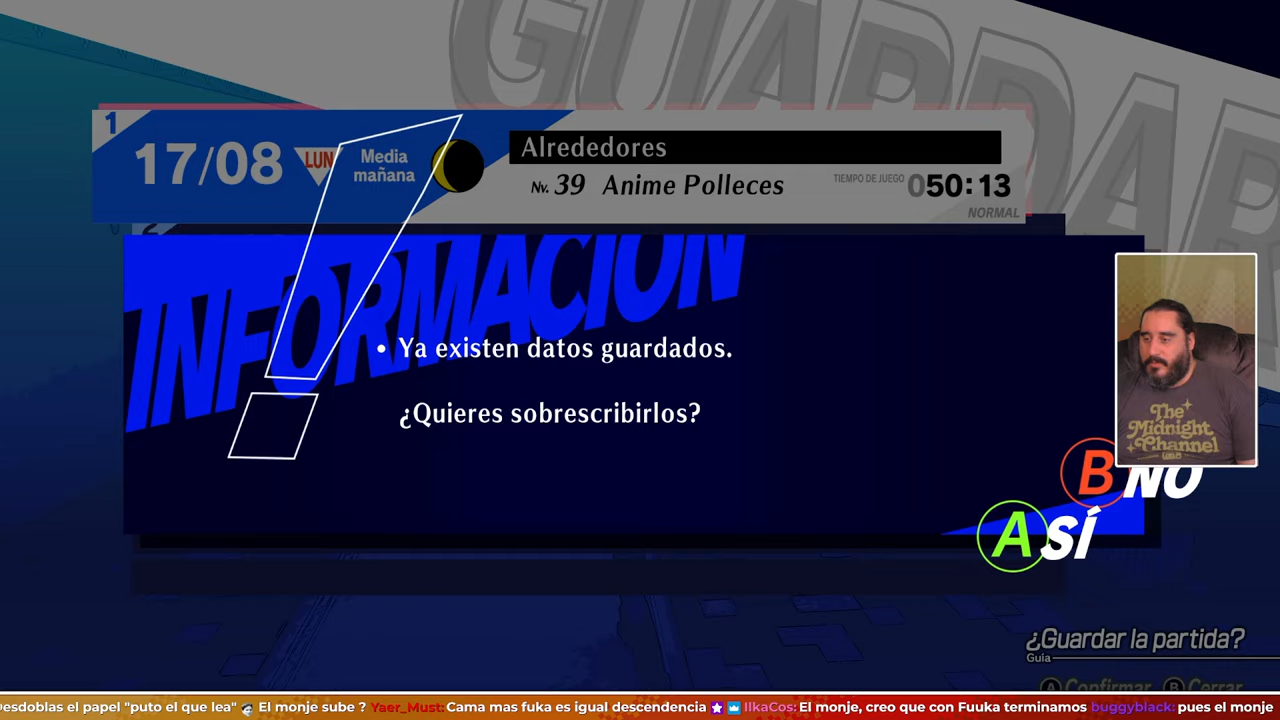 GUARDAR
1
17/08 LUN Media mañana
Alrededores
Nv. 39 Anime Polleces
TIEMPO DE JUEGO 050:13
NORMAL
2
INFORMACIÓN
• Ya existen datos guardados.
¿Quieres sobrescribirlos?
The Midnight Channel
B NO
A SÍ
¿Guardar la partida?
Guía
A Confirmar B Cerrar
Desdoblas el papel "puto el que lea" El monje sube ? Yaer_Must: Cama mas fuka es igual descendencia IlkaCos: El monje, creo que con Fuuka terminamos buggyblack: pues el monje